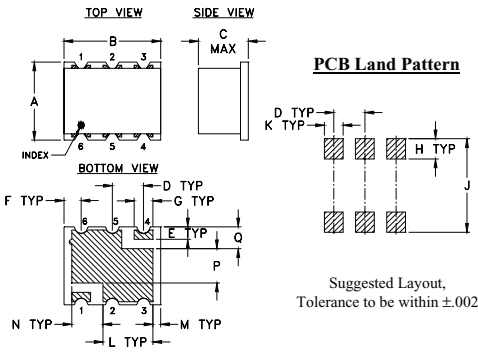 TOP VIEW
SIDE VIEW
B
C
MAX
1 2 3
A
INDEX
6 5 4
PCB Land Pattern
D TYP
K TYP
H TYP
J
BOTTOM VIEW
D TYP
F TYP
G TYP
6 5 4
E TYP
Q
P
1 2 3
N TYP
M TYP
L TYP
Suggested Layout,
Tolerance to be within ±.002